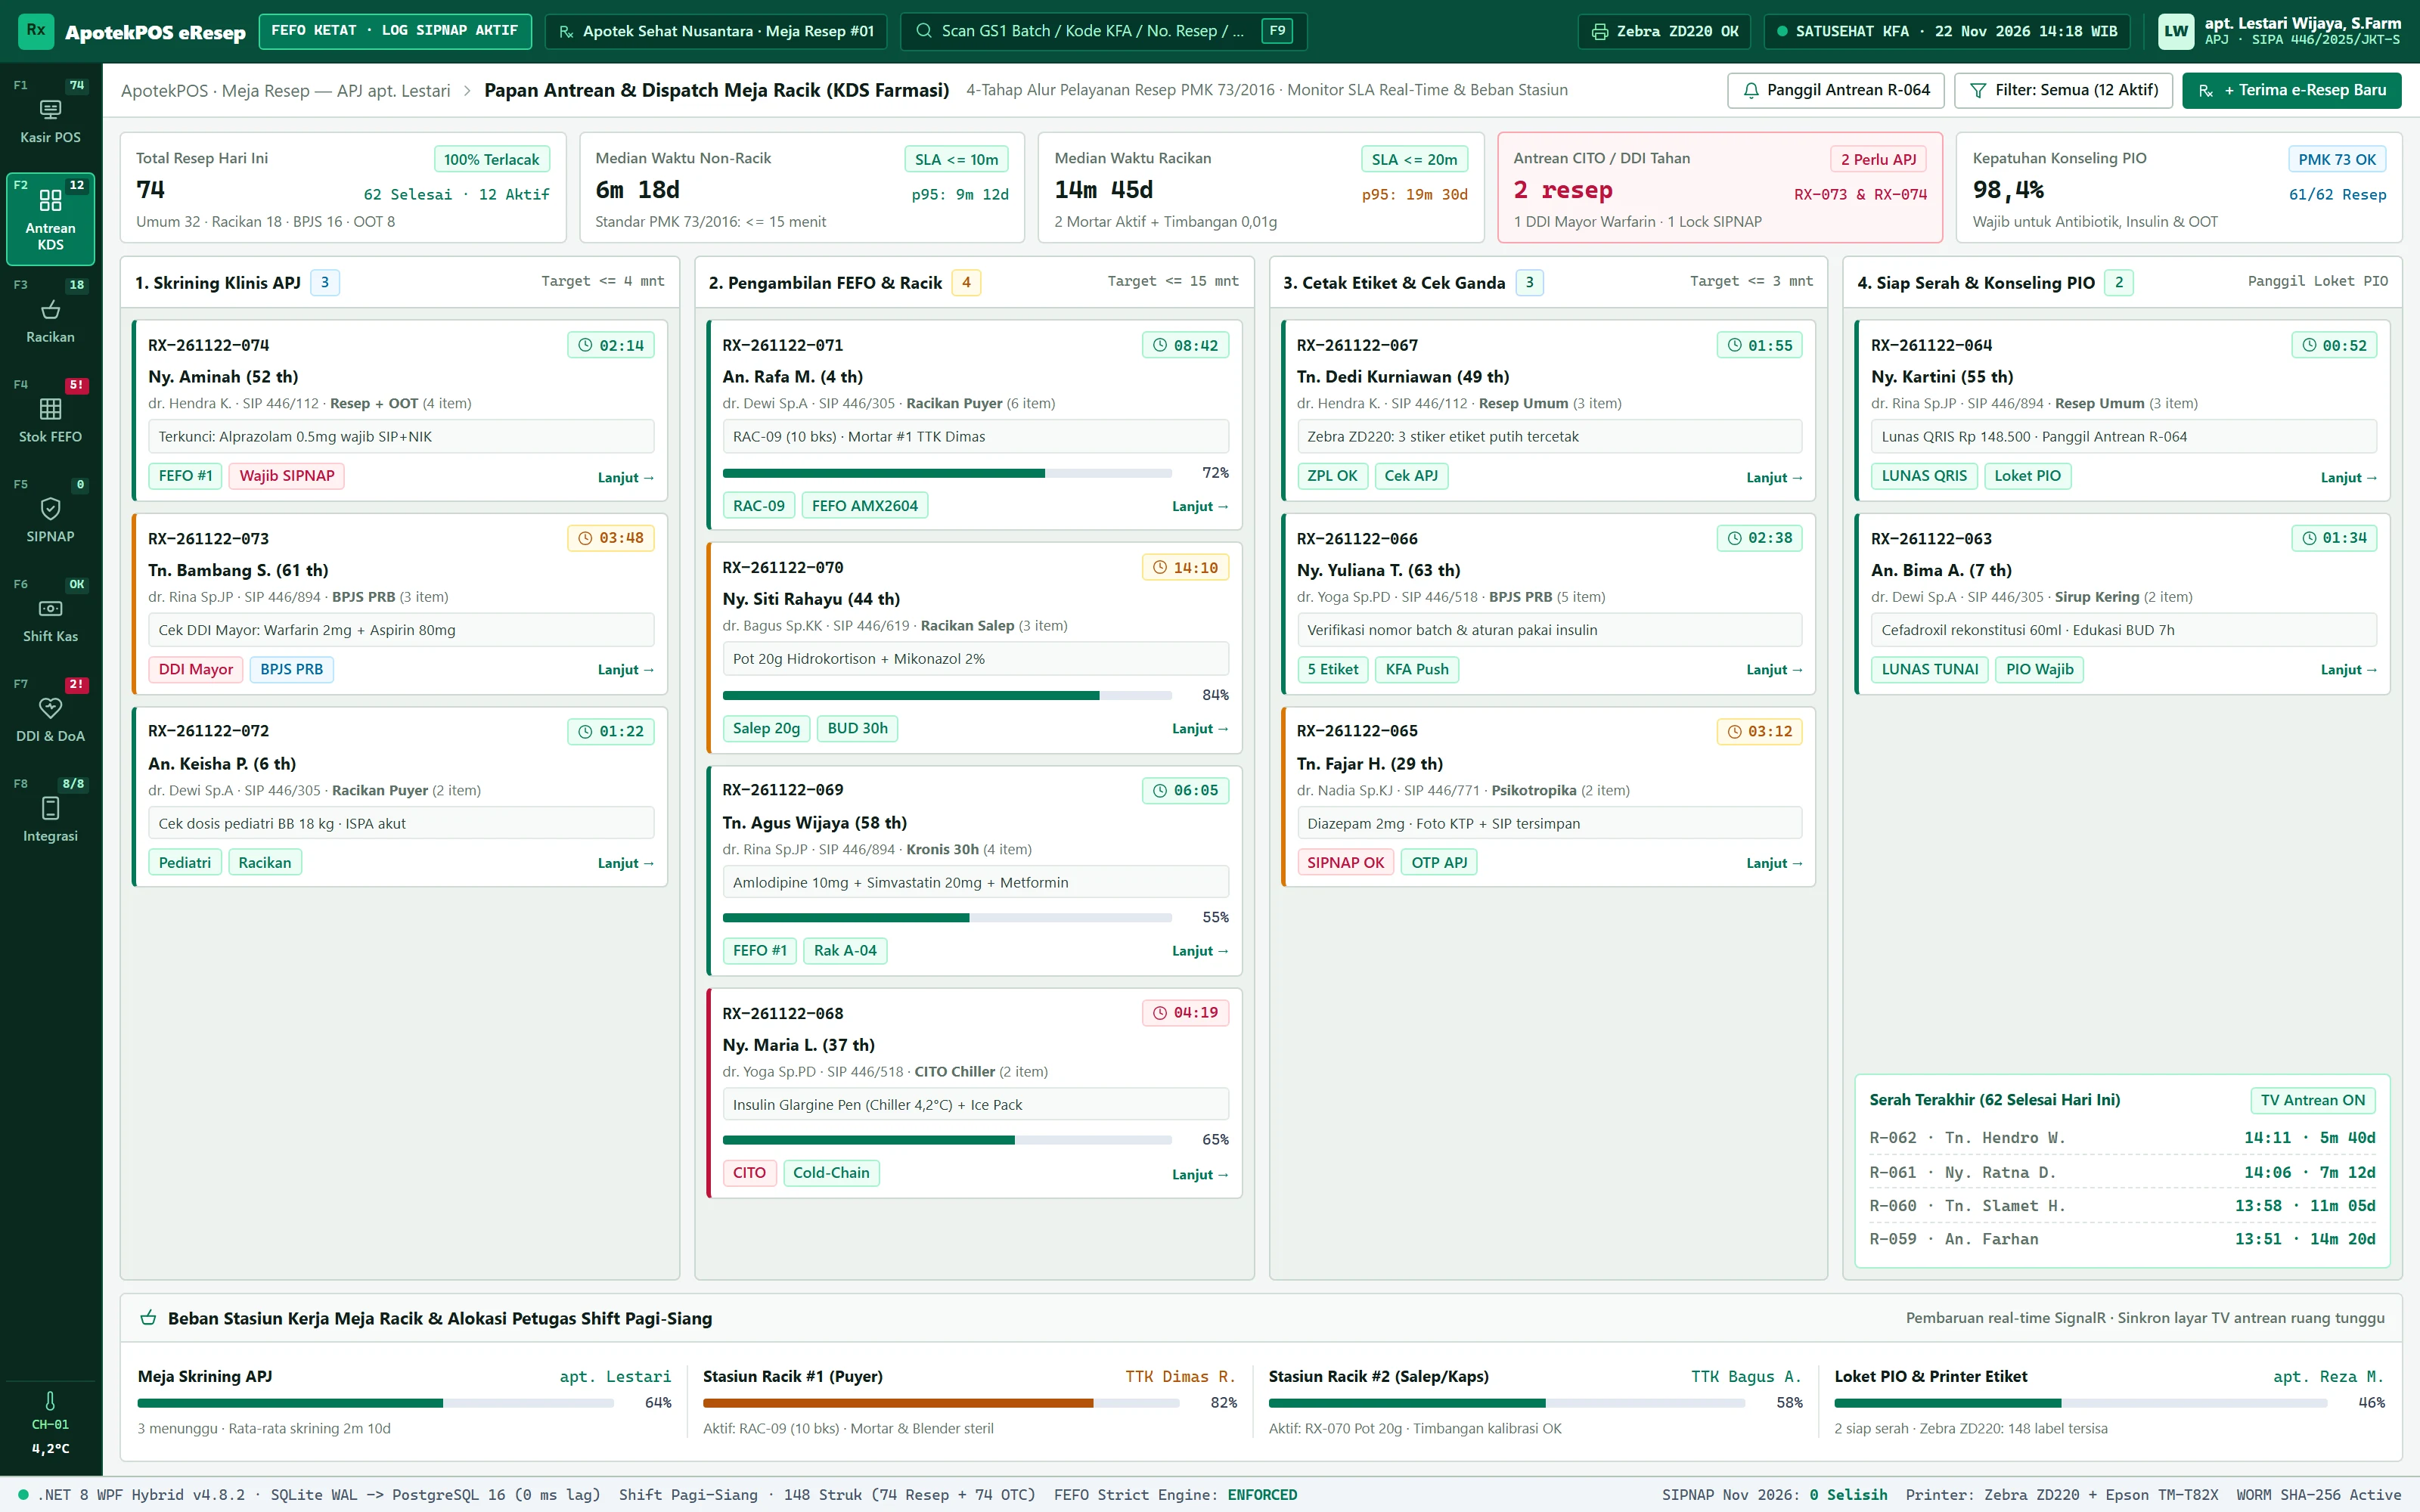 Rx ApotekPOS eResep FEFO KETAT · LOG SIPNAP AKTIF Apotek Sehat Nusantara · Meja Resep #01 Scan GS1 Batch / Kode KFA / No. Resep / ... F9 Zebra ZD220 OK SATUSEHAT KFA · 22 Nov 2026 14:18 WIB LW apt. Lestari Wijaya, S.Farm
APJ · SIPA 446/2025/JKT-S
F1 74
Kasir POS
F2 12
Antrean
KDS
F3 18
Racikan
F4 5!
Stok FEFO
F5 0
SIPNAP
F6 OK
Shift Kas
F7 2!
DDI & DoA
F8 8/8
Integrasi
CH-01
4,2°C
ApotekPOS · Meja Resep — APJ apt. Lestari > Papan Antrean & Dispatch Meja Racik (KDS Farmasi) 4-Tahap Alur Pelayanan Resep PMK 73/2016 · Monitor SLA Real-Time & Beban Stasiun Panggil Antrean R-064 Filter: Semua (12 Aktif) + Terima e-Resep Baru
Total Resep Hari Ini 100% Terlacak
74 62 Selesai · 12 Aktif
Umum 32 · Racikan 18 · BPJS 16 · OOT 8
Median Waktu Non-Racik SLA <= 10m
6m 18d p95: 9m 12d
Standar PMK 73/2016: <= 15 menit
Median Waktu Racikan SLA <= 20m
14m 45d p95: 19m 30d
2 Mortar Aktif + Timbangan 0,01g
Antrean CITO / DDI Tahan 2 Perlu APJ
2 resep RX-073 & RX-074
1 DDI Mayor Warfarin · 1 Lock SIPNAP
Kepatuhan Konseling PIO PMK 73 OK
98,4% 61/62 Resep
Wajib untuk Antibiotik, Insulin & OOT
1. Skrining Klinis APJ 3 Target <= 4 mnt
RX-261122-074 02:14
Ny. Aminah (52 th)
dr. Hendra K. · SIP 446/112 · Resep + OOT (4 item)
Terkunci: Alprazolam 0.5mg wajib SIP+NIK
FEFO #1 Wajib SIPNAP Lanjut →
RX-261122-073 03:48
Tn. Bambang S. (61 th)
dr. Rina Sp.JP · SIP 446/894 · BPJS PRB (3 item)
Cek DDI Mayor: Warfarin 2mg + Aspirin 80mg
DDI Mayor BPJS PRB Lanjut →
RX-261122-072 01:22
An. Keisha P. (6 th)
dr. Dewi Sp.A · SIP 446/305 · Racikan Puyer (2 item)
Cek dosis pediatri BB 18 kg · ISPA akut
Pediatri Racikan Lanjut →
2. Pengambilan FEFO & Racik 4 Target <= 15 mnt
RX-261122-071 08:42
An. Rafa M. (4 th)
dr. Dewi Sp.A · SIP 446/305 · Racikan Puyer (6 item)
RAC-09 (10 bks) · Mortar #1 TTK Dimas
72%
RAC-09 FEFO AMX2604 Lanjut →
RX-261122-070 14:10
Ny. Siti Rahayu (44 th)
dr. Bagus Sp.KK · SIP 446/619 · Racikan Salep (3 item)
Pot 20g Hidrokortison + Mikonazol 2%
84%
Salep 20g BUD 30h Lanjut →
RX-261122-069 06:05
Tn. Agus Wijaya (58 th)
dr. Rina Sp.JP · SIP 446/894 · Kronis 30h (4 item)
Amlodipine 10mg + Simvastatin 20mg + Metformin
55%
FEFO #1 Rak A-04 Lanjut →
RX-261122-068 04:19
Ny. Maria L. (37 th)
dr. Yoga Sp.PD · SIP 446/518 · CITO Chiller (2 item)
Insulin Glargine Pen (Chiller 4,2°C) + Ice Pack
65%
CITO Cold-Chain Lanjut →
3. Cetak Etiket & Cek Ganda 3 Target <= 3 mnt
RX-261122-067 01:55
Tn. Dedi Kurniawan (49 th)
dr. Hendra K. · SIP 446/112 · Resep Umum (3 item)
Zebra ZD220: 3 stiker etiket putih tercetak
ZPL OK Cek APJ Lanjut →
RX-261122-066 02:38
Ny. Yuliana T. (63 th)
dr. Yoga Sp.PD · SIP 446/518 · BPJS PRB (5 item)
Verifikasi nomor batch & aturan pakai insulin
5 Etiket KFA Push Lanjut →
RX-261122-065 03:12
Tn. Fajar H. (29 th)
dr. Nadia Sp.KJ · SIP 446/771 · Psikotropika (2 item)
Diazepam 2mg · Foto KTP + SIP tersimpan
SIPNAP OK OTP APJ Lanjut →
4. Siap Serah & Konseling PIO 2 Panggil Loket PIO
RX-261122-064 00:52
Ny. Kartini (55 th)
dr. Rina Sp.JP · SIP 446/894 · Resep Umum (3 item)
Lunas QRIS Rp 148.500 · Panggil Antrean R-064
LUNAS QRIS Loket PIO Lanjut →
RX-261122-063 01:34
An. Bima A. (7 th)
dr. Dewi Sp.A · SIP 446/305 · Sirup Kering (2 item)
Cefadroxil rekonstitusi 60ml · Edukasi BUD 7h
LUNAS TUNAI PIO Wajib Lanjut →
Serah Terakhir (62 Selesai Hari Ini) TV Antrean ON
R-062 · Tn. Hendro W. 14:11 · 5m 40d
R-061 · Ny. Ratna D. 14:06 · 7m 12d
R-060 · Tn. Slamet H. 13:58 · 11m 05d
R-059 · An. Farhan 13:51 · 14m 20d
Beban Stasiun Kerja Meja Racik & Alokasi Petugas Shift Pagi-Siang Pembaruan real-time SignalR · Sinkron layar TV antrean ruang tunggu
Meja Skrining APJ apt. Lestari
64%
3 menunggu · Rata-rata skrining 2m 10d
Stasiun Racik #1 (Puyer) TTK Dimas R.
82%
Aktif: RAC-09 (10 bks) · Mortar & Blender steril
Stasiun Racik #2 (Salep/Kaps) TTK Bagus A.
58%
Aktif: RX-070 Pot 20g · Timbangan kalibrasi OK
Loket PIO & Printer Etiket apt. Reza M.
46%
2 siap serah · Zebra ZD220: 148 label tersisa
.NET 8 WPF Hybrid v4.8.2 · SQLite WAL -> PostgreSQL 16 (0 ms lag) Shift Pagi-Siang · 148 Struk (74 Resep + 74 OTC) FEFO Strict Engine: ENFORCED SIPNAP Nov 2026: 0 Selisih Printer: Zebra ZD220 + Epson TM-T82X WORM SHA-256 Active